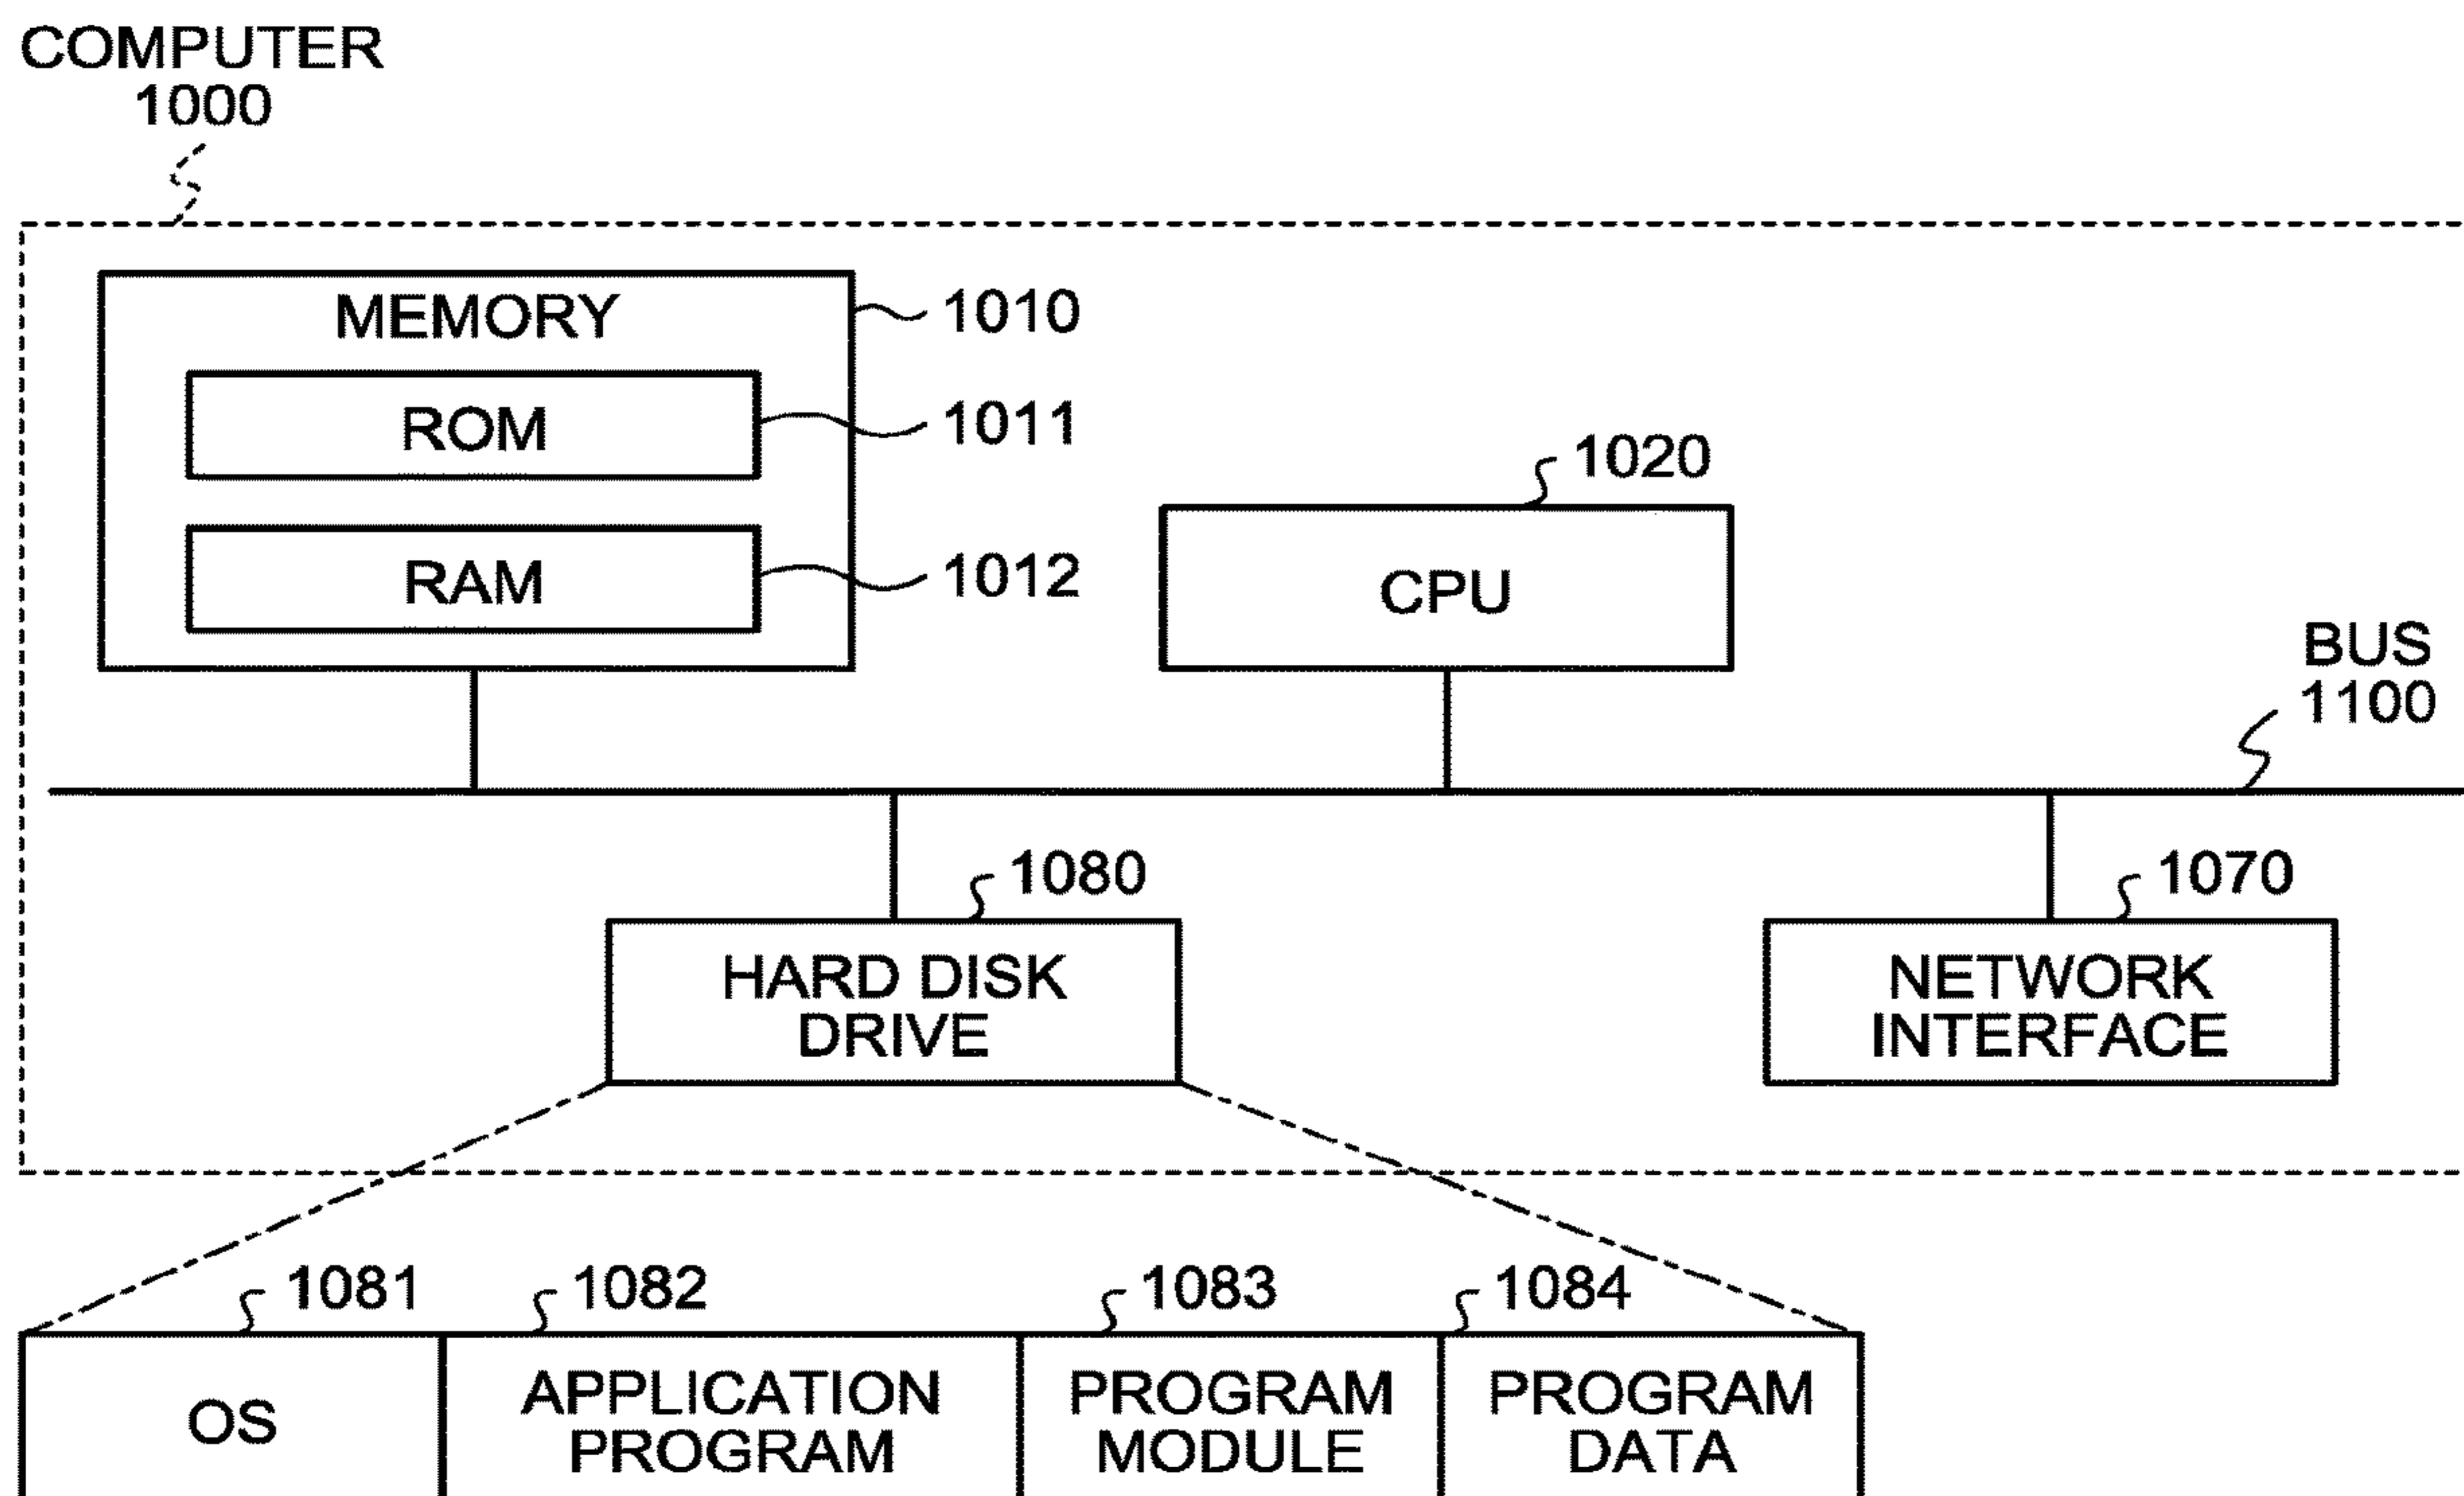 COMPUTER
1000
MEMORY
1010
ROM
1011
RAM
1012
1020
CPU
BUS
1100
1080
HARD DISK
DRIVE
1070
NETWORK
INTERFACE
1081
1082
1083
1084
OS
APPLICATION
PROGRAM
PROGRAM
MODULE
PROGRAM
DATA